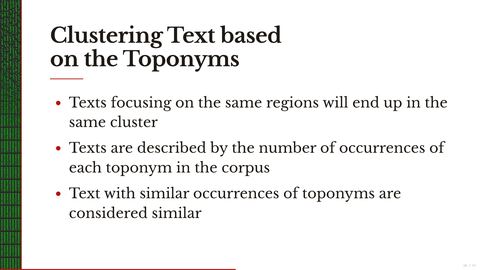 Clustering Text based
on the Toponyms
• Texts focusing on the same regions will end up in the
same cluster
• Texts are described by the number of occurrences of
each toponym in the corpus
• Text with similar occurrences of toponyms are
considered similar